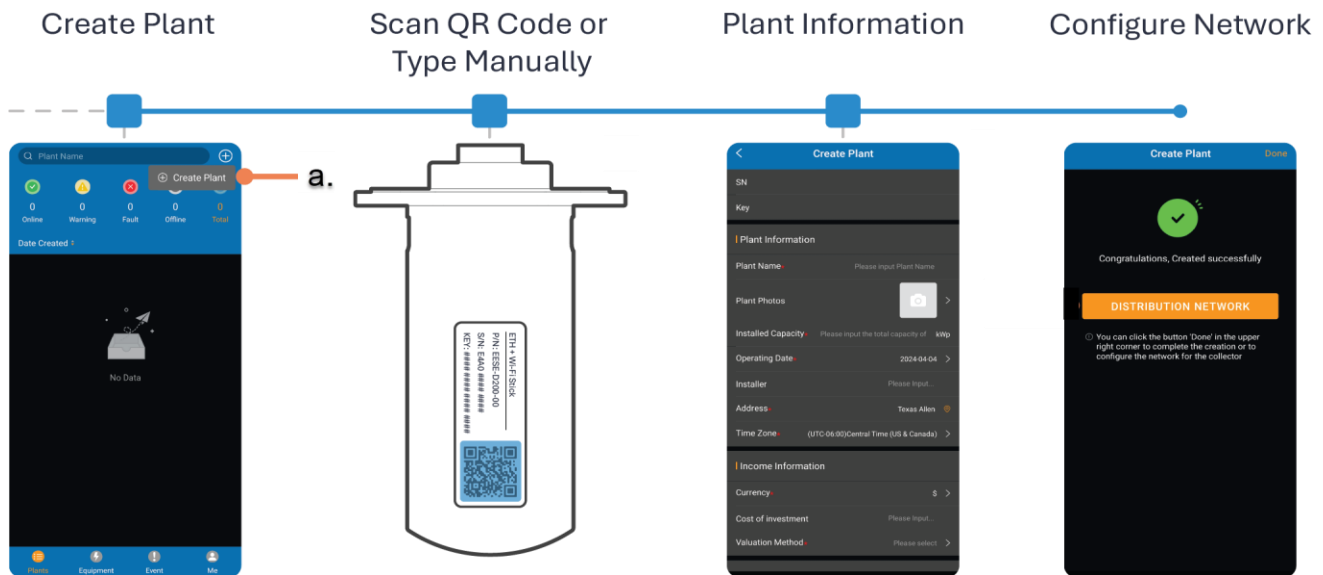 Create Plant
Scan QR Code or
Type Manually
Plant Information
Configure Network
Plant Name
Create Plant
a.
0
0
0
0
0
Online
Warning
Fault
Offline
Total
Date Created
No Data
Plants
Equipment
Event
Me
ETH + Wi-Fi Stick
P/N: EESE-D200-00
S/N: E4A0 #### ####
KEY: #### #### #### ####
Create Plant
SN
Key
Plant Information
Plant Name* Please input Plant Name
Plant Photos
Installed Capacity* Please input the total capacity of kWp
Operating Date* 2024-04-04
Installer Please Input...
Address* Texas Allen
Time Zone* (UTC-06:00)Central Time (US & Canada)
Income Information
Currency* $
Cost of investment Please Input...
Valuation Method* Please select
Create Plant Done
Congratulations, Created successfully
DISTRIBUTION NETWORK
You can click the button 'Done' in the upper
right corner to complete the creation or to
configure the network for the collector